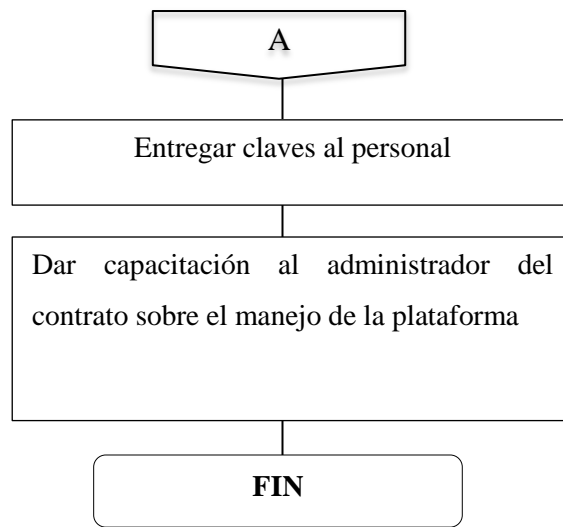 A
Entregar claves al personal
Dar capacitación al administrador del
contrato sobre el manejo de la plataforma
FIN